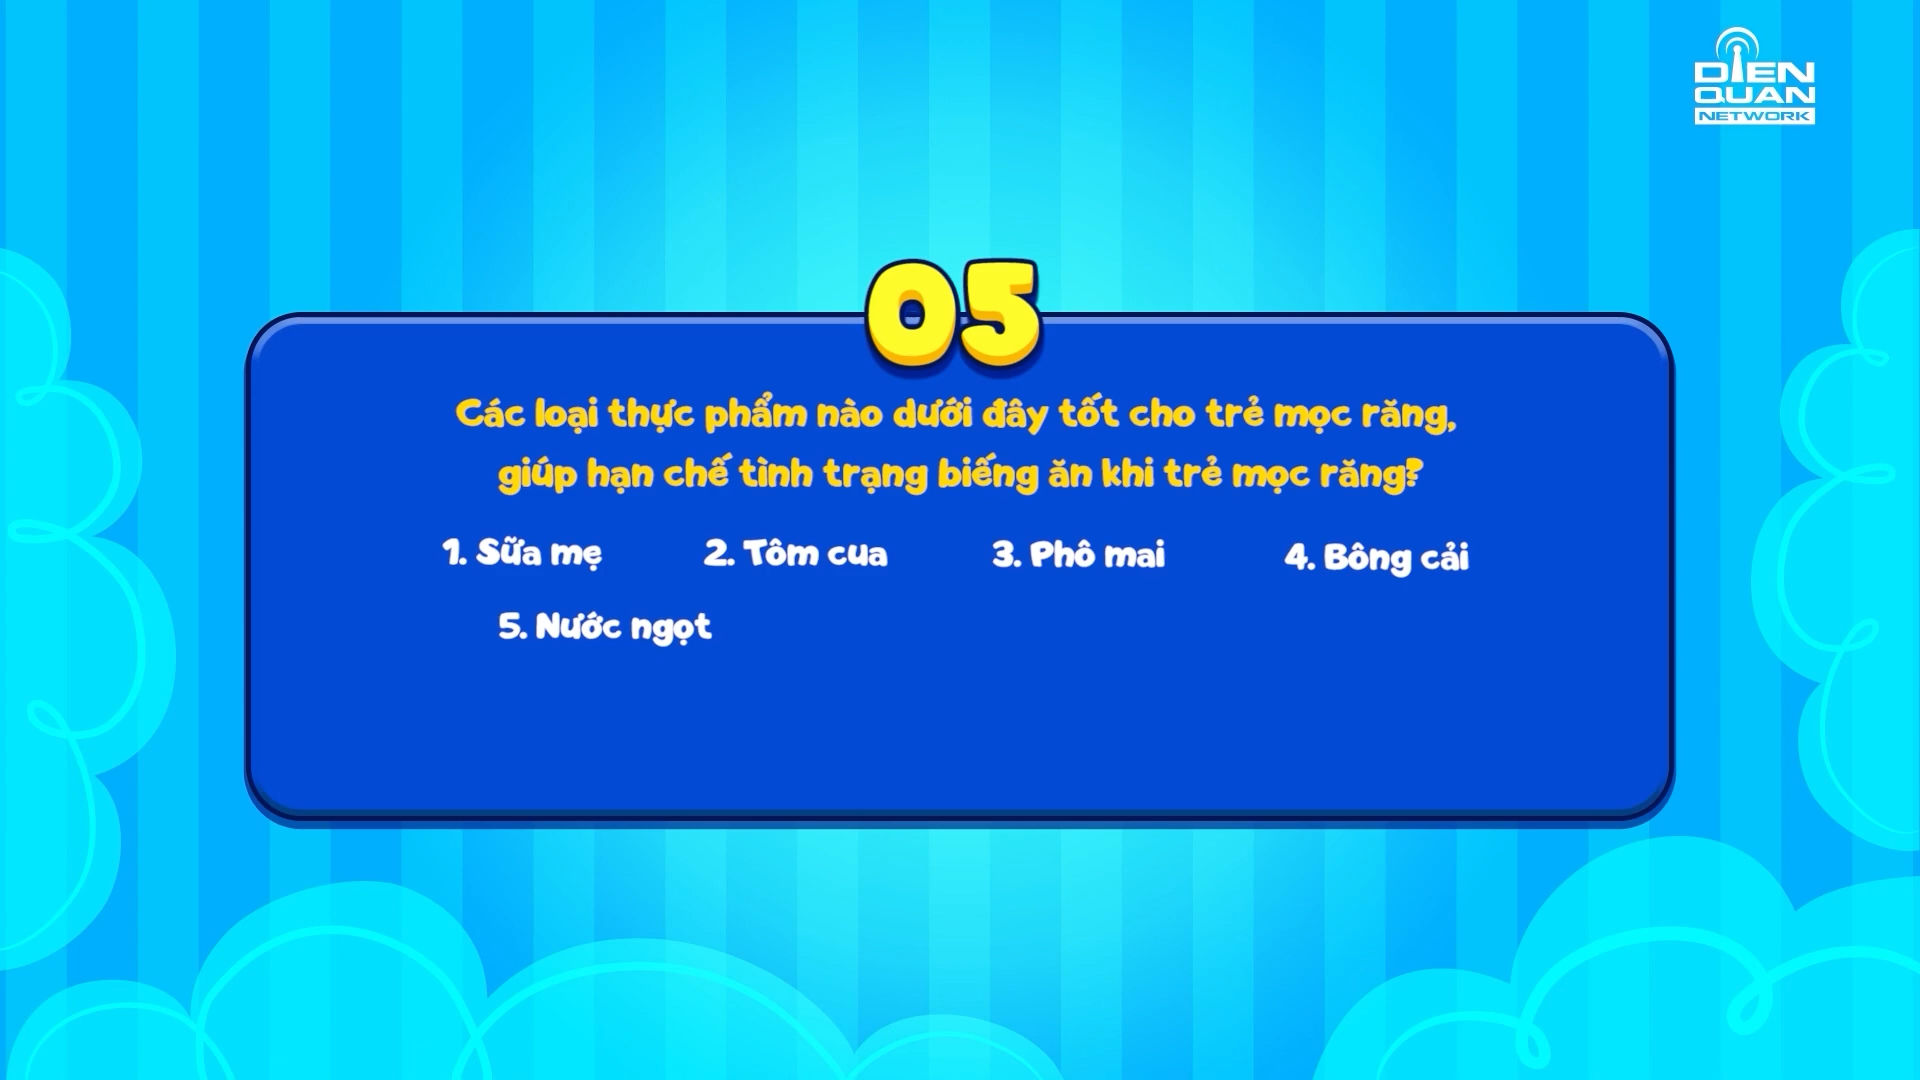 DIEN
QUAN
NETWORK
05
Các loại thực phẩm nào dưới đây tốt cho trẻ mọc răng,
giúp hạn chế tình trạng biếng ăn khi trẻ mọc răng?
1. Sữa mẹ 2. Tôm cua 3. Phô mai 4. Bông cải
5. Nước ngọt